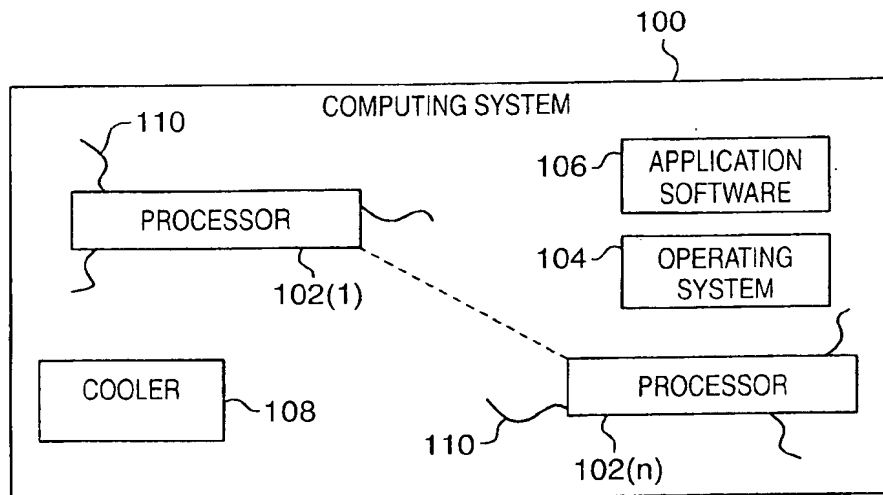 100
COMPUTING SYSTEM
110
106
APPLICATION
SOFTWARE
PROCESSOR
104
OPERATING
SYSTEM
102(1)
COOLER
108
PROCESSOR
110
102(n)